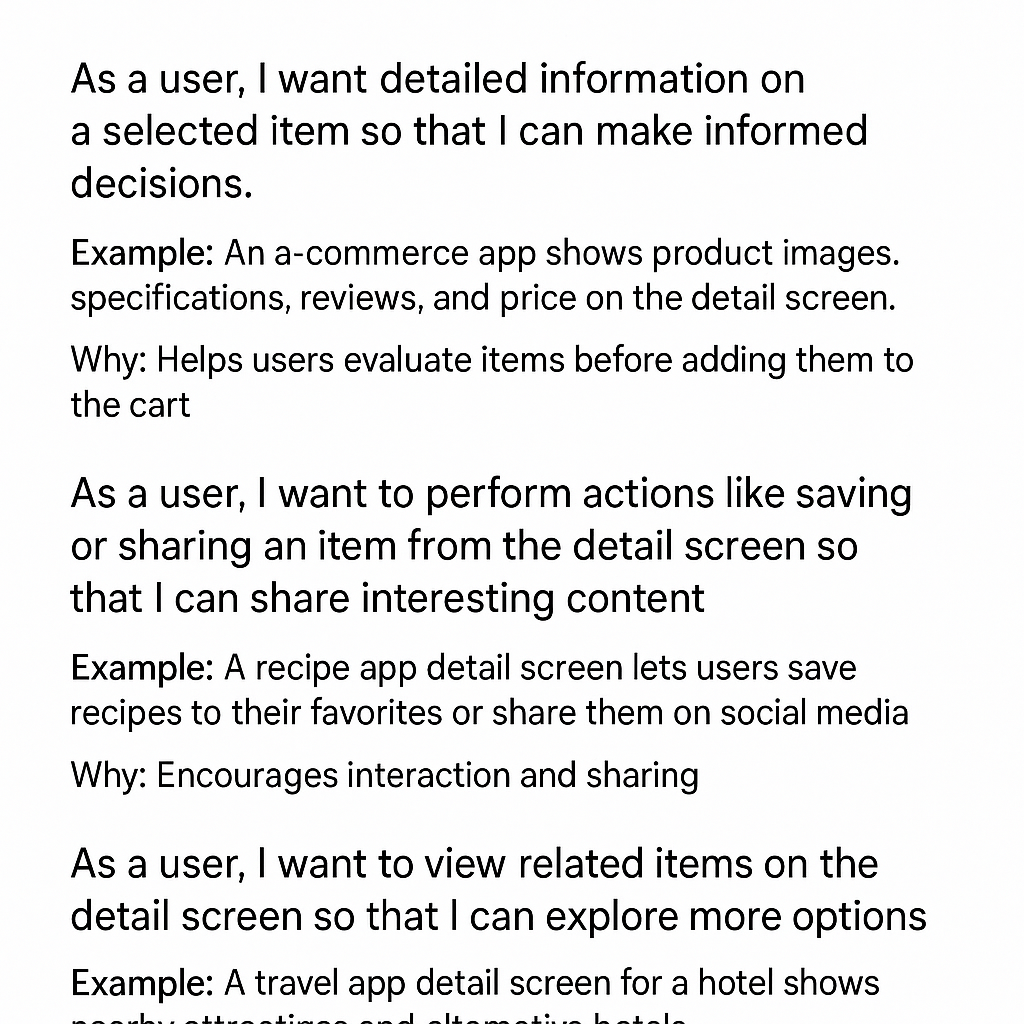 As a user, I want detailed information on
a selected item so that I can make informed
decisions.
Example: An a-commerce app shows product images.
specifications, reviews, and price on the detail screen.
Why: Helps users evaluate items before adding them to
the cart
As a user, I want to perform actions like saving
or sharing an item from the detail screen so
that I can share interesting content
Example: A recipe app detail screen lets users save
recipes to their favorites or share them on social media
Why: Encourages interaction and sharing
As a user, I want to view related items on the
detail screen so that I can explore more options
Example: A travel app detail screen for a hotel shows